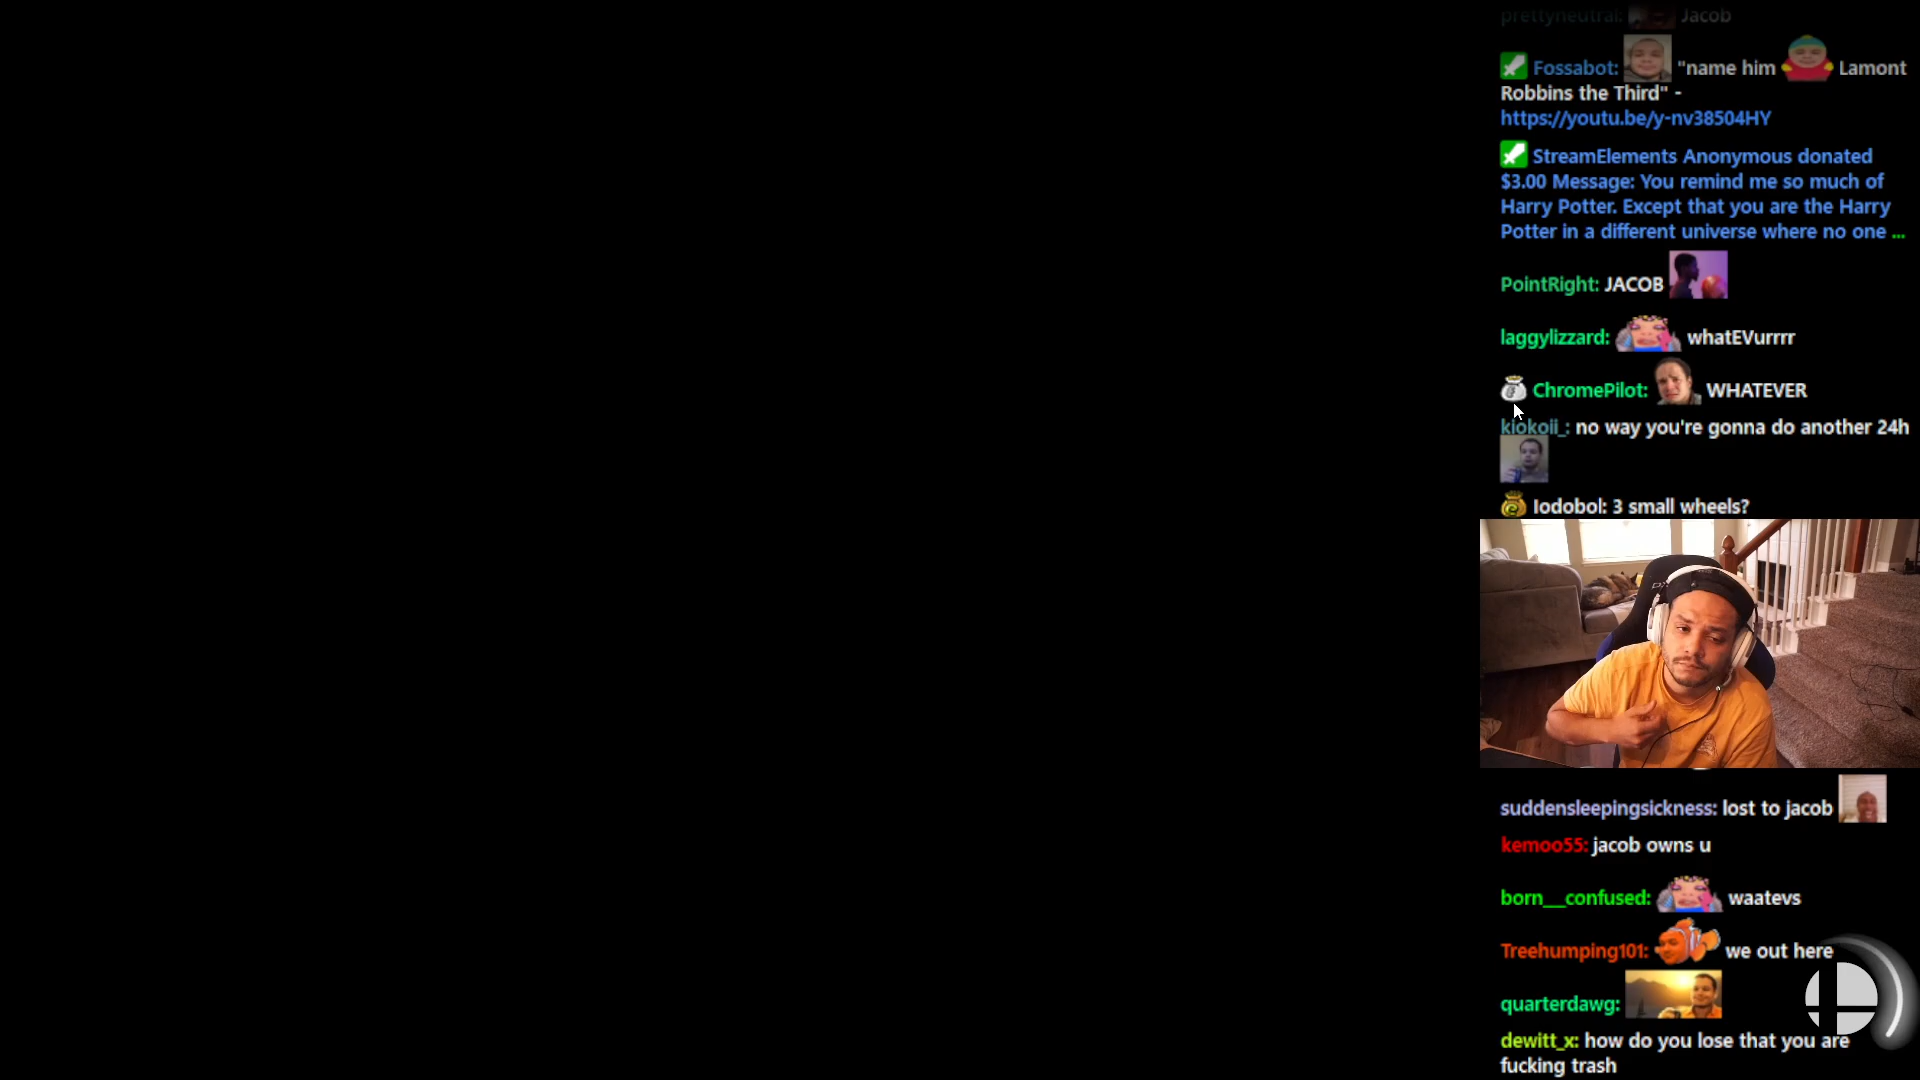 prettyneutral: Jacob
Fossabot: "name him Lamont
Robbins the Third" -
https://youtu.be/y-nv38504HY
StreamElements Anonymous donated
$3.00 Message: You remind me so much of
Harry Potter. Except that you are the Harry
Potter in a different universe where no one ...
PointRight: JACOB
laggylizzard: whatEVurrrr
ChromePilot: WHATEVER
kiokoii_: no way you're gonna do another 24h
Iodobol: 3 small wheels?
suddensleepingsickness: lost to jacob
kemoo55: jacob owns u
born__confused: waatevs
Treehumping101: we out here
quarterdawg:
dewitt_x: how do you lose that you are
fucking trash